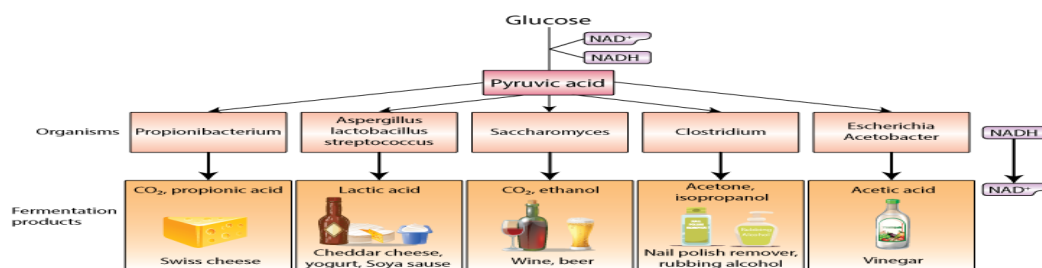 Glucose
NAD⁺
NADH
Pyruvic acid
Organisms
Propionibacterium
Aspergillus
lactobacillus
streptococcus
Saccharomyces
Clostridium
Escherichia
Acetobacter
NADH
NAD⁺
Fermentation
products
CO₂, propionic acid
Swiss cheese
Lactic acid
Cheddar cheese,
yogurt, Soya sause
CO₂, ethanol
Wine, beer
Acetone,
isopropanol
Rubbing
Alcohol
Nail polish remover,
rubbing alcohol
Acetic acid
Vinegar